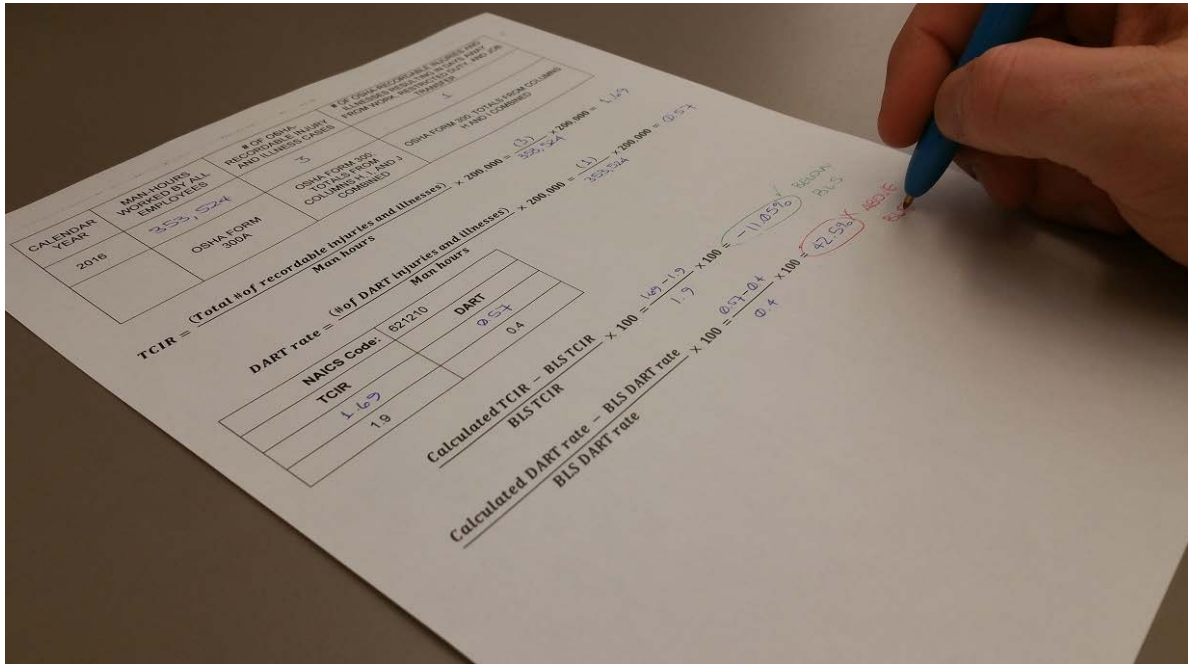 CALENDAR YEAR
MAN-HOURS WORKED BY ALL EMPLOYEES
# OF OSHA-RECORDABLE INJURY AND ILLNESS CASES
# OF OSHA-RECORDABLE INJURIES AND ILLNESSES RESULTING IN DAYS AWAY FROM WORK, RESTRICTED DUTY, AND JOB TRANSFER
2016
353,524
3
1
OSHA FORM 300A
OSHA FORM 300 TOTALS FROM COLUMNS H, I, AND J COMBINED
OSHA FORM 300, TOTALS FROM COLUMNS H AND I COMBINED
TCIR = (Total # of recordable injuries and illnesses) / Man hours × 200.000 = (3) / 353,524 × 200.000 = 1.69
DART rate = (# of DART injuries and illnesses) / Man hours × 200.000 = (1) / 353,524 × 200.000 = 0.57
NAICS Code: 621210
TCIR DART
1.69 0.57
1.9 0.4
Calculated TCIR − BLS TCIR / BLS TCIR × 100 = 1.69 − 1.9 / 1.9 × 100 = −11.05% ✓ BELOW BLS
Calculated DART rate − BLS DART rate / BLS DART rate × 100 = 0.57 − 0.4 / 0.4 × 100 = 42.5% X ABOVE BLS